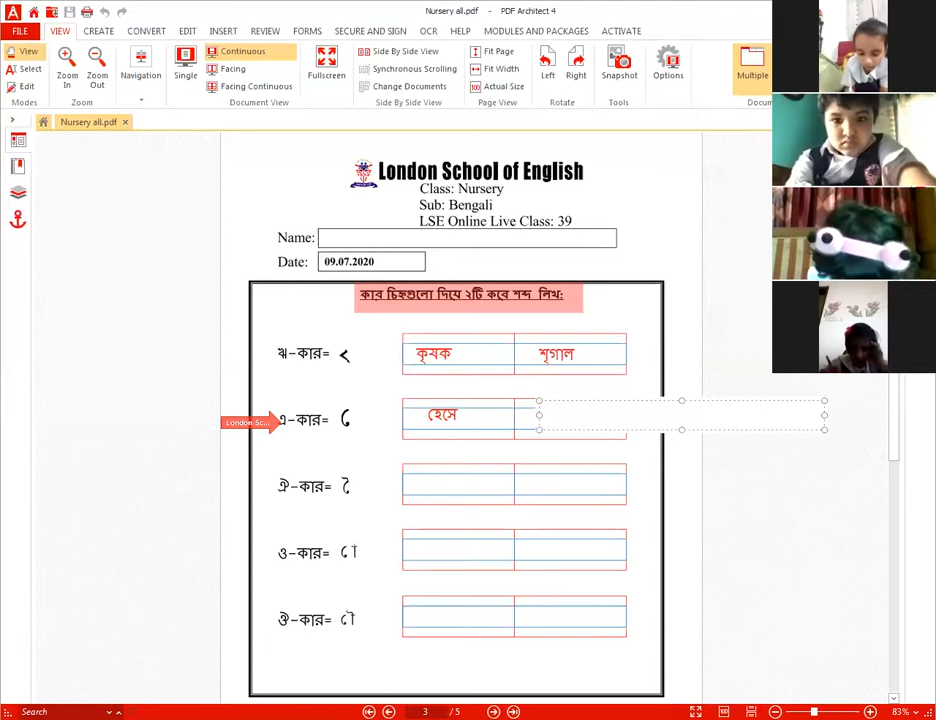 Nursery all.pdf - PDF Architect 4
FILE VIEW CREATE CONVERT EDIT INSERT REVIEW FORMS SECURE AND SIGN OCR HELP MODULES AND PACKAGES ACTIVATE
View Select Edit Modes
Zoom In Zoom Out Zoom
Navigation
Single Continuous Facing Facing Continuous Document View
Fullscreen
Side By Side View Synchronous Scrolling Change Documents Side By Side View
Fit Page Fit Width Actual Size Page View
Left Right Rotate
Snapshot Tools
Options
Multiple
Docu
Nursery all.pdf
London School of English
Class: Nursery
Sub: Bengali
LSE Online Live Class: 39
Name:
Date: 09.07.2020
কার চিহ্নগুলো দিয়ে ২টি করে শব্দ লিখ:
ঋ-কার= ৃ কৃষক শৃগাল
London Sc... এ-কার= ে হেসে
ঐ-কার= ৈ
ও-কার= ো
ঔ-কার= ৌ
Search 3 / 5 83%